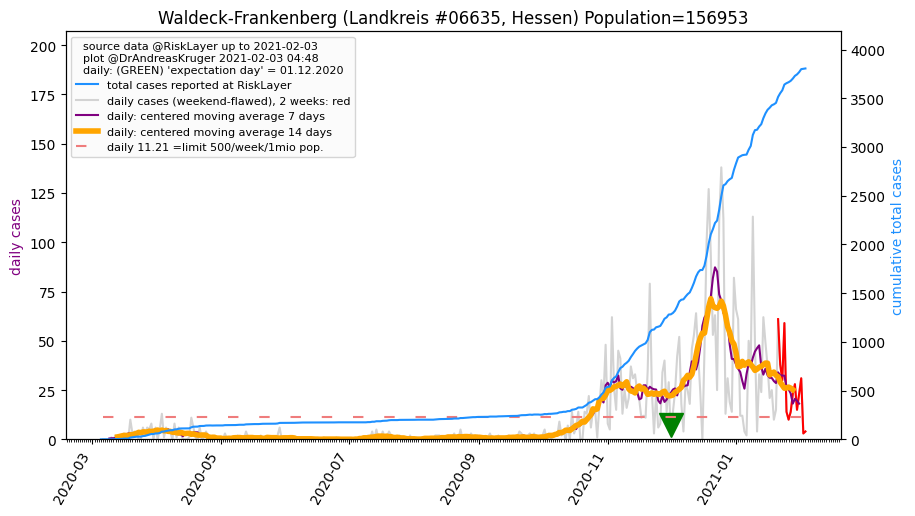 Waldeck-Frankenberg (Landkreis #06635, Hessen) Population=156953
source data @RiskLayer up to 2021-02-03
plot @DrAndreasKruger 2021-02-03 04:48
daily: (GREEN) 'expectation day' = 01.12.2020
total cases reported at RiskLayer
daily cases (weekend-flawed), 2 weeks: red
daily: centered moving average 7 days
daily: centered moving average 14 days
daily 11.21 =limit 500/week/1mio pop.
daily cases
200
175
150
125
100
75
50
25
0
4000
3500
3000
2500
2000
1500
1000
500
0
cumulative total cases
2020-03
2020-05
2020-07
2020-09
2020-11
2021-01